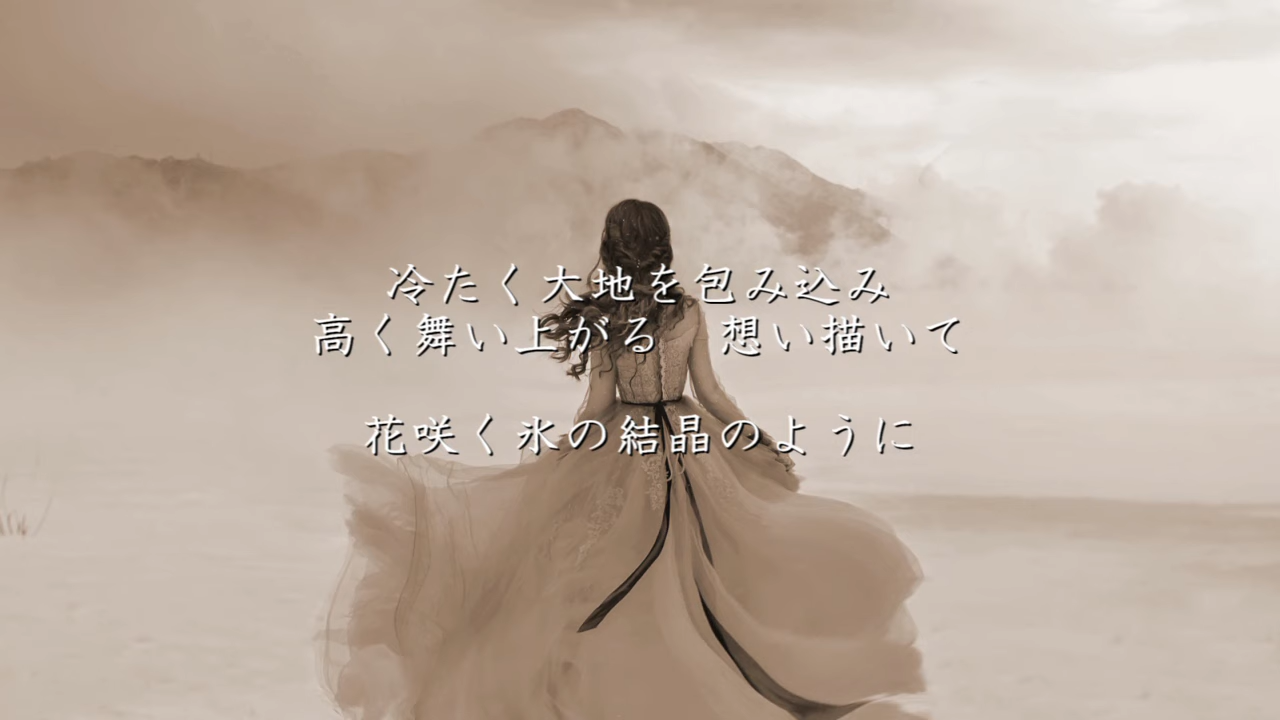 冷たく大地を包み込み
高く舞い上がる　想い描いて
花咲く氷の結晶のように